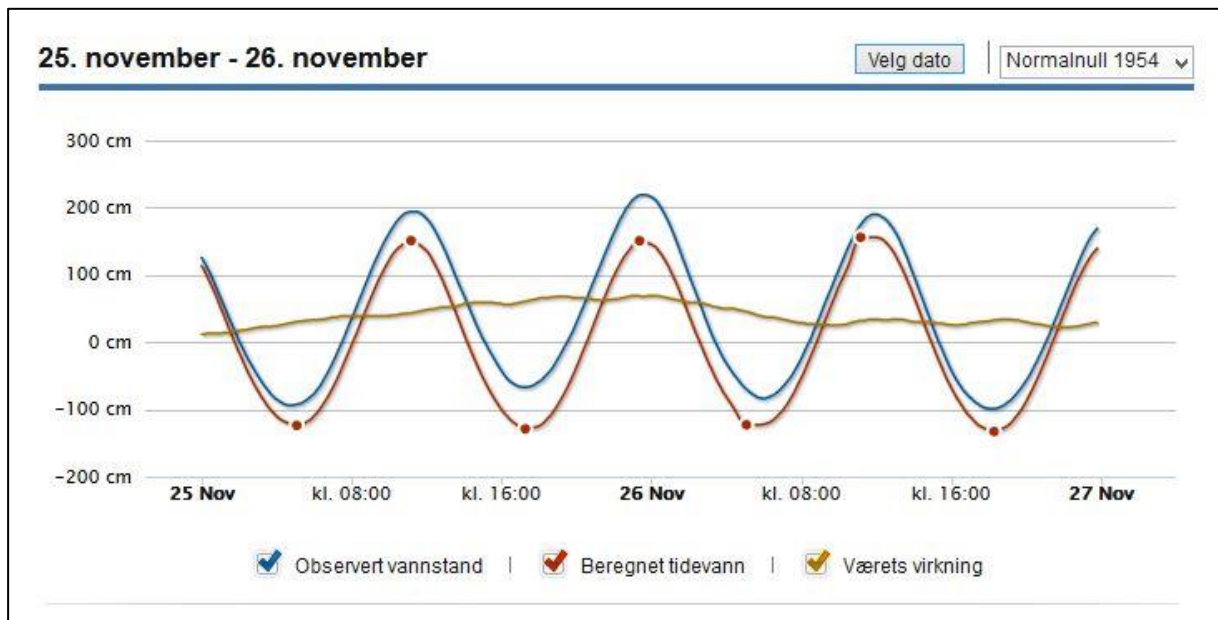 25. november - 26. november
Velg dato
Normalnull 1954
300 cm
200 cm
100 cm
0 cm
-100 cm
-200 cm
25 Nov kl. 08:00 kl. 16:00 26 Nov kl. 08:00 kl. 16:00 27 Nov
Observert vannstand | Beregnet tidevann | Værets virkning